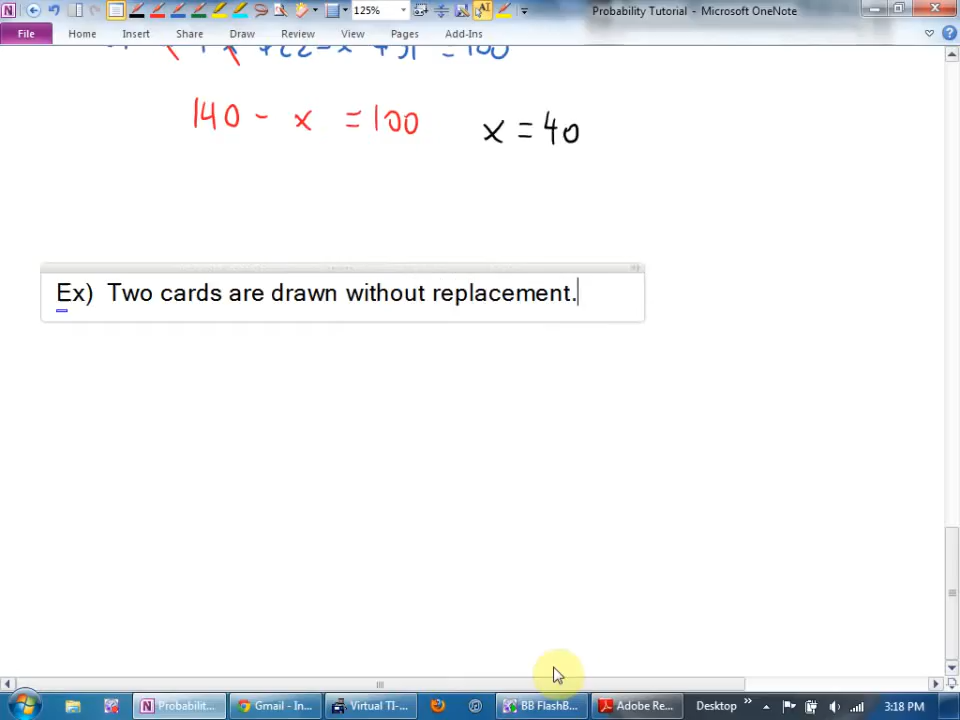 125%
Probability Tutorial - Microsoft OneNote
File Home Insert Share Draw Review View Pages Add-Ins
140 - x = 100 x = 40
Ex) Two cards are drawn without replacement.
Probabilit... Gmail - In... Virtual TI-... BB FlashB... Adobe Re... Desktop » 3:18 PM